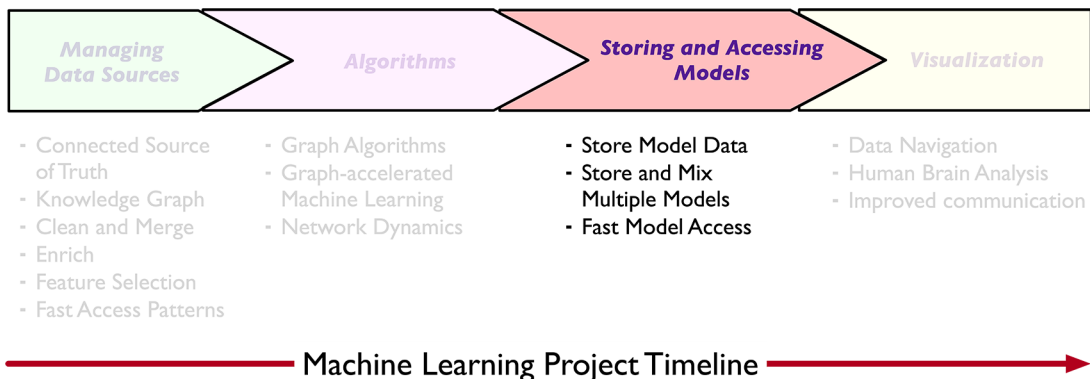 Managing
Data Sources
Algorithms
Storing and Accessing
Models
Visualization
- Connected Source
of Truth
- Knowledge Graph
- Clean and Merge
- Enrich
- Feature Selection
- Fast Access Patterns
- Graph Algorithms
- Graph-accelerated
Machine Learning
- Network Dynamics
- Store Model Data
- Store and Mix
Multiple Models
- Fast Model Access
- Data Navigation
- Human Brain Analysis
- Improved communication
Machine Learning Project Timeline